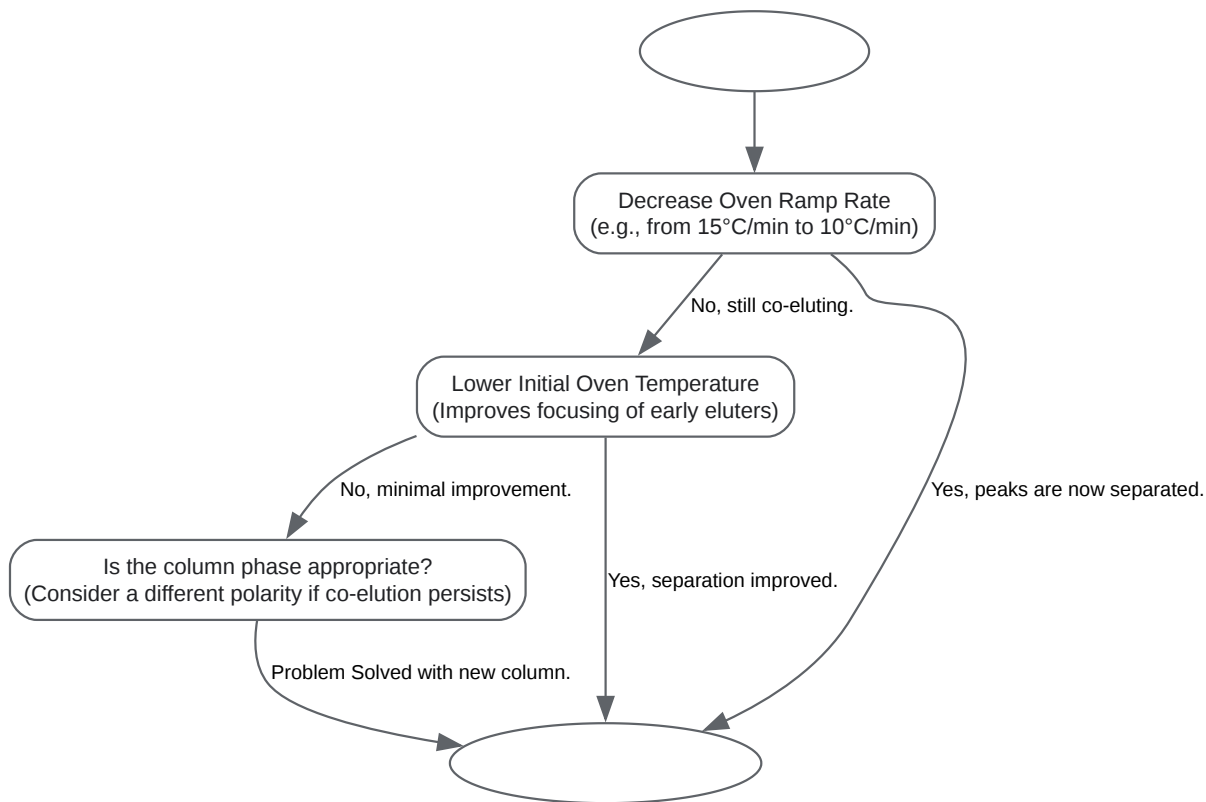 Decrease Oven Ramp Rate
(e.g., from 15°C/min to 10°C/min)
No, still co-eluting.
Lower Initial Oven Temperature
(Improves focusing of early eluters)
No, minimal improvement.
Yes, peaks are now separated.
Is the column phase appropriate?
(Consider a different polarity if co-elution persists)
Yes, separation improved.
Problem Solved with new column.